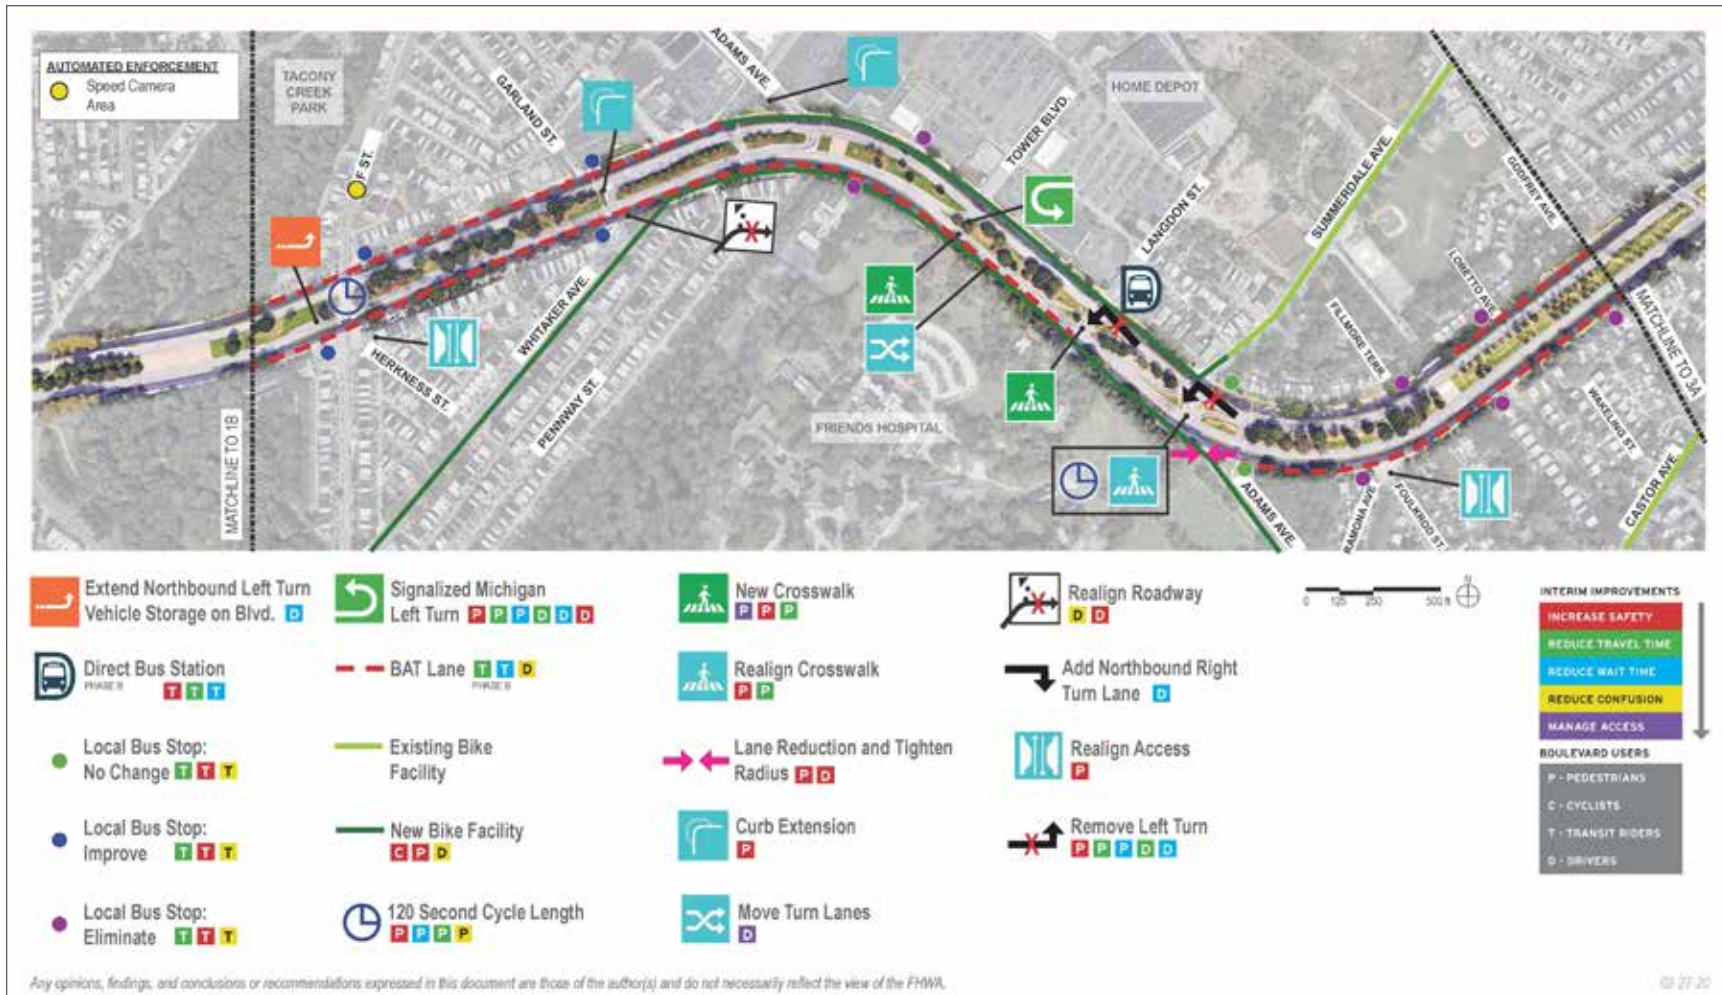 AUTOMATED ENFORCEMENT
Speed Camera
Area
TACONY
CREEK
PARK
F ST.
GARLAND ST.
ADAMS AVE.
TOWER BLVD.
HOME DEPOT
LANGDON ST.
SUMMERDALE AVE.
GODFREY AVE.
LORETTO AVE.
FILLMORE TERR.
MATCHLINE TO 3A
WAKELING ST.
CASTOR AVE.
FOULKROD ST.
RAMONA AVE
ADAMS AVE.
FRIENDS HOSPITAL
PENNWAY ST.
WHITAKER AVE.
HERKNESS ST.
MATCHLINE TO 1B
Extend Northbound Left Turn
Vehicle Storage on Blvd. D
Direct Bus Station
PHASE B T T T
Local Bus Stop:
No Change T T T
Local Bus Stop:
Improve T T T
Local Bus Stop:
Eliminate T T T
Signalized Michigan
Left Turn P P P D D D
BAT Lane T T D
PHASE B
Existing Bike
Facility
New Bike Facility
C P D
120 Second Cycle Length
P P P P
New Crosswalk
P P P
Realign Crosswalk
P P
Lane Reduction and Tighten
Radius P D
Curb Extension
P
Move Turn Lanes
D
Realign Roadway
D D
Add Northbound Right
Turn Lane D
Realign Access
P
Remove Left Turn
P P P D D
0 125 250 500 ft
N
INTERIM IMPROVEMENTS
INCREASE SAFETY
REDUCE TRAVEL TIME
REDUCE WAIT TIME
REDUCE CONFUSION
MANAGE ACCESS
BOULEVARD USERS
P - PEDESTRIANS
C - CYCLISTS
T - TRANSIT RIDERS
D - DRIVERS
Any opinions, findings, and conclusions or recommendations expressed in this document are those of the author(s) and do not necessarily reflect the view of the FHWA.
02-27-20